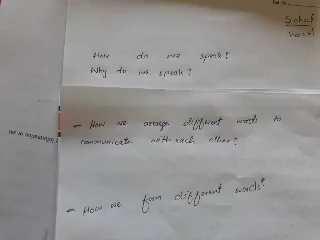 How do we speak?
Why do we speak?
- How we arrange different words to
communicate with each other?
- How we form different words?